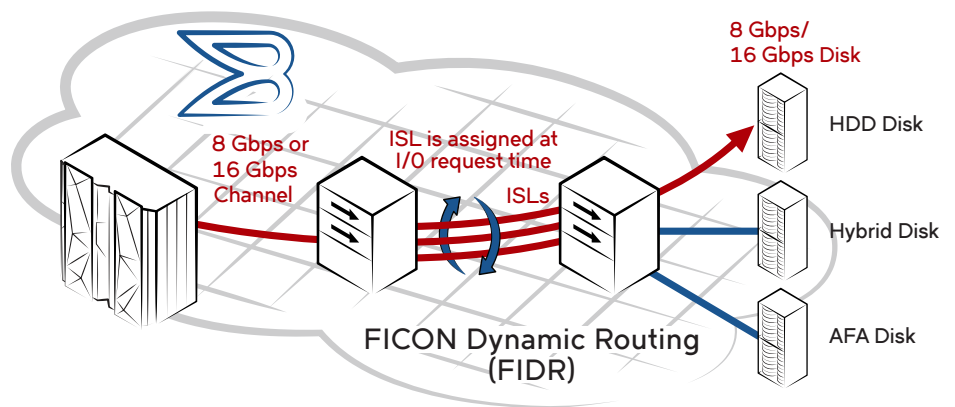 8 Gbps/
16 Gbps Disk
HDD Disk
8 Gbps or
16 Gbps
Channel
ISL is assigned at
I/0 request time
ISLs
Hybrid Disk
FICON Dynamic Routing
(FIDR)
AFA Disk